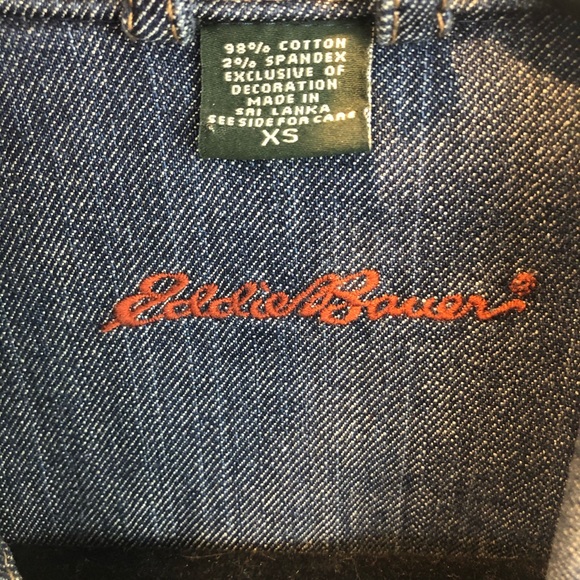 98% COTTON
2% SPANDEX
EXCLUSIVE OF
DECORATION
MADE IN
SRI LANKA
SEE SIDE FOR CARE
XS
Eddie Bauer